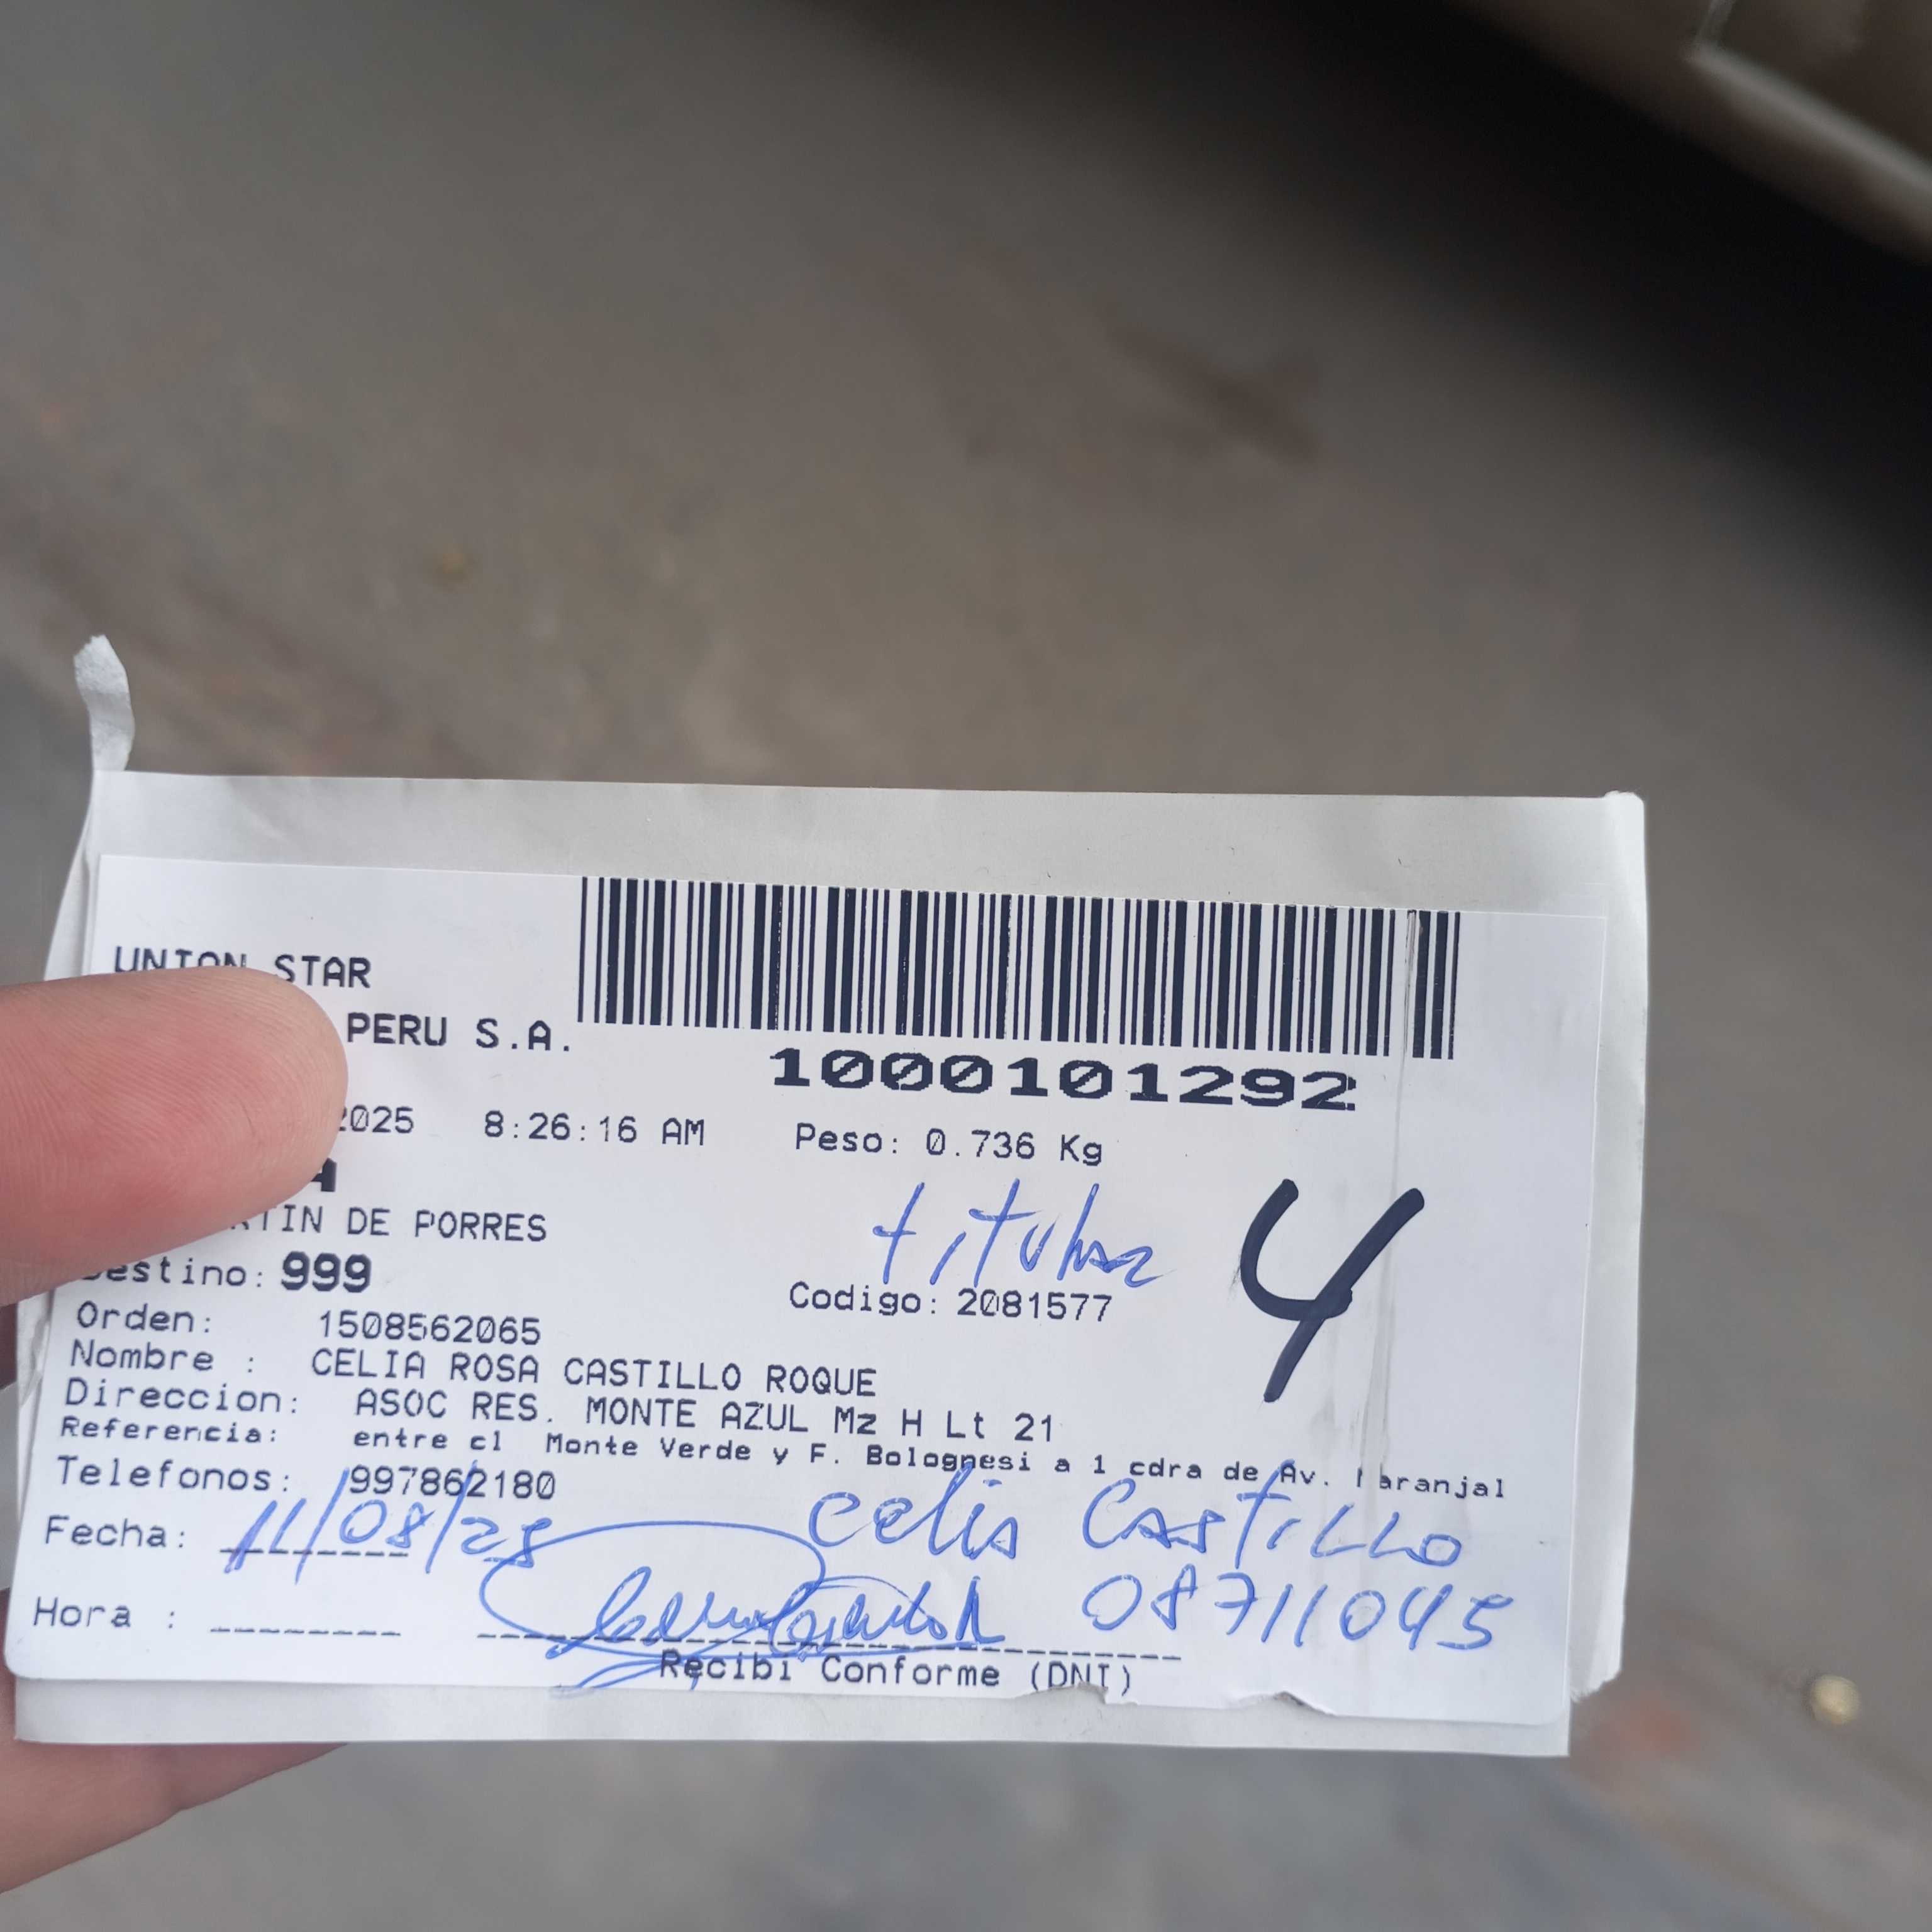 UNION STAR
PERU S.A.
1000101292
2025 8:26:16 AM Peso: 0.736 Kg
A
TIN DE PORRES
titular
4
Destino: 999
Codigo: 2081577
Orden: 1508562065
Nombre : CELIA ROSA CASTILLO ROQUE
Direccion: ASOC RES. MONTE AZUL Mz H Lt 21
Referencia: entre cl Monte Verde y F. Bolognesi a 1 cdra de Av. Naranjal
Telefonos: 997862180
Celia Castillo
Fecha: 11/08/25
08711045
Hora :
Recibi Conforme (DNI)